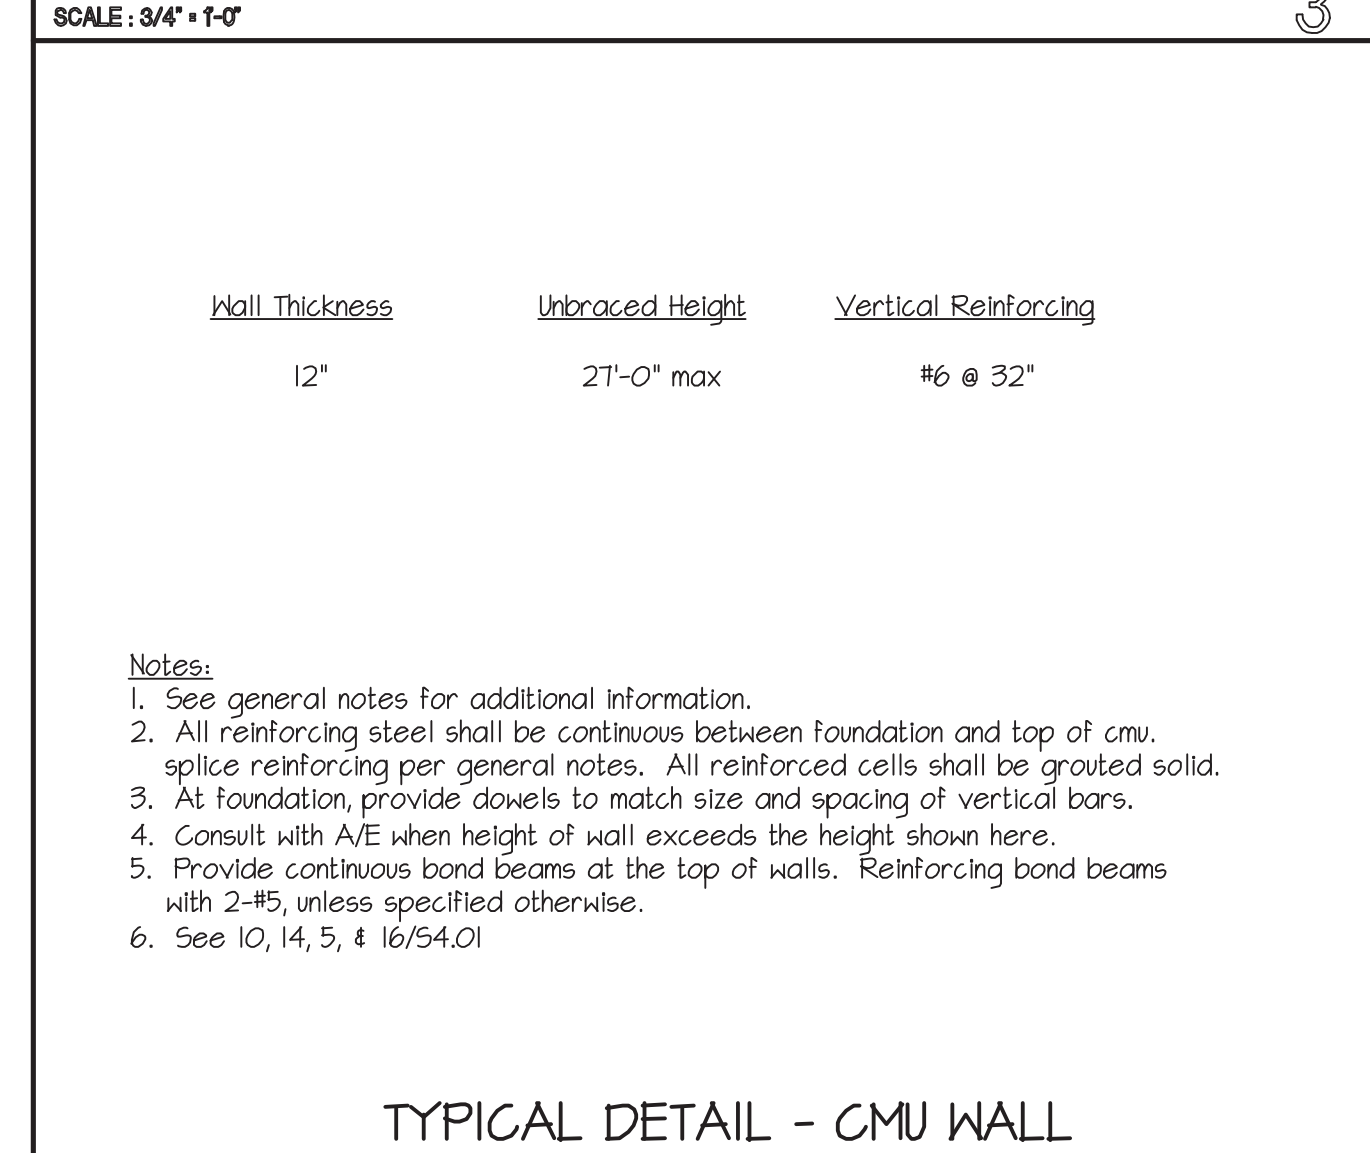 SCALE : 3/4" = 1'-0"
3
Wall Thickness Unbraced Height Vertical Reinforcing
12" 27'-0" max #6 @ 32"
Notes:
1. See general notes for additional information.
2. All reinforcing steel shall be continuous between foundation and top of cmu.
splice reinforcing per general notes. All reinforced cells shall be grouted solid.
3. At foundation, provide dowels to match size and spacing of vertical bars.
4. Consult with A/E when height of wall exceeds the height shown here.
5. Provide continuous bond beams at the top of walls. Reinforcing bond beams
with 2-#5, unless specified otherwise.
6. See 10, 14, 5, & 16/S4.01
TYPICAL DETAIL - CMU WALL